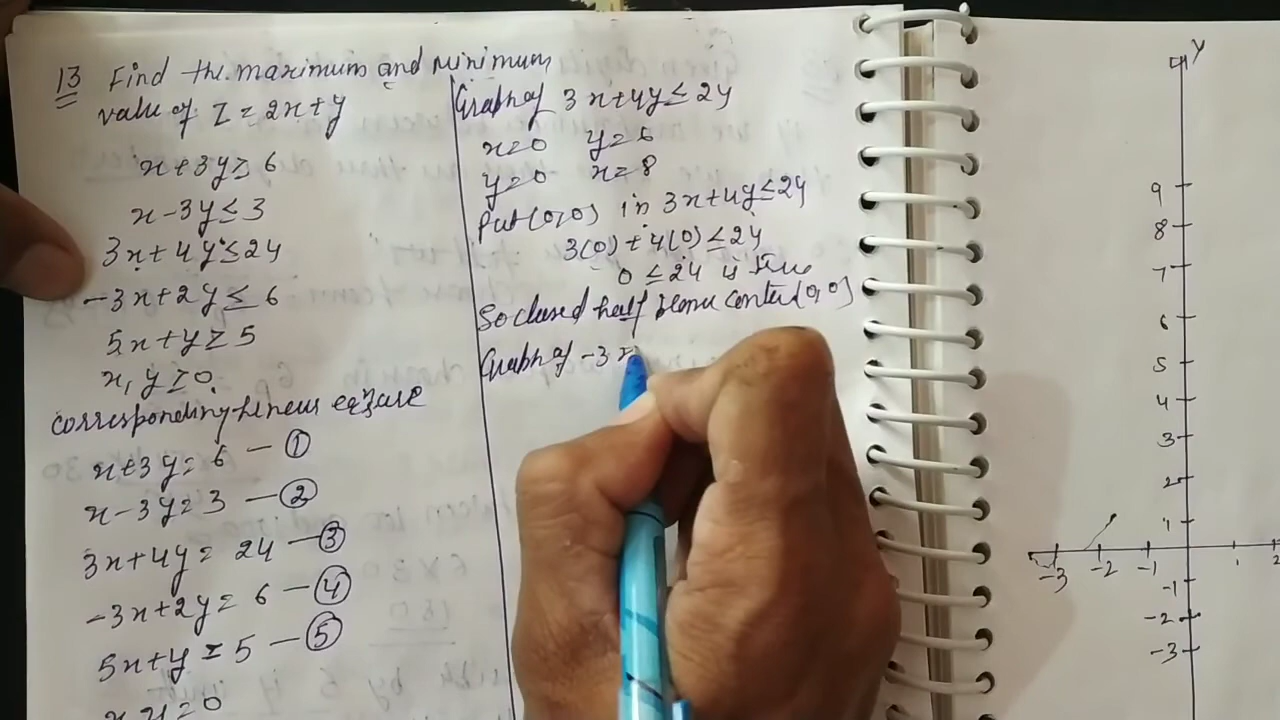 13 Find the maximum and minimum
value of Z = 2x+y
x+3y≥6
x-3y≤3
3x+4y≤24
-3x+2y≤6
5x+y≥5
x,y≥0
corresponding linear are
x+3y=6 -①
x-3y=3 -②
3x+4y=24 -③
-3x+2y=6 -④
5x+y=5 -⑤
=0
Graph of 3x+4y≤24
x=0 y=6
y=0 x=8
Put (0,0) in 3x+4y≤24
3(0)+4(0)≤24
0≤24 is true
So closed half (0,0)
Graph of -3x
Y
9
8
7
6
5
4
3
2
1
-3 -2 -1 1 2
-1
-2
-3